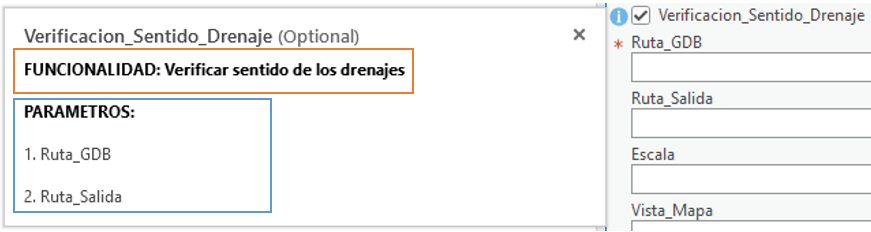 Verificacion_Sentido_Drenaje (Optional)
FUNCIONALIDAD: Verificar sentido de los drenajes
PARAMETROS:
1. Ruta_GDB
2. Ruta_Salida
Verificacion_Sentido_Drenaje
* Ruta_GDB
Ruta_Salida
Escala
Vista_Mapa